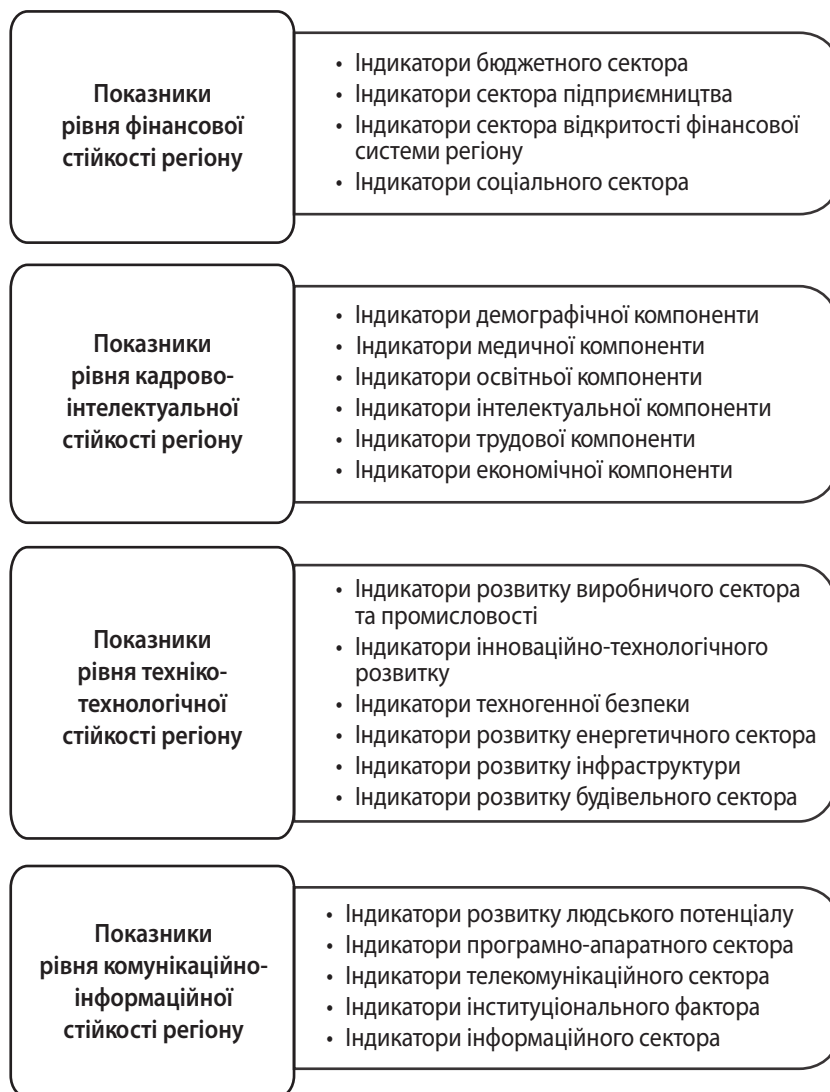 Показники
рівня фінансової
стійкості регіону
• Індикатори бюджетного сектора
• Індикатори сектора підприємництва
• Індикатори сектора відкритості фінансової
системи регіону
• Індикатори соціального сектора
Показники
рівня кадрово-
інтелектуальної
стійкості регіону
• Індикатори демографічної компоненти
• Індикатори медичної компоненти
• Індикатори освітньої компоненти
• Індикатори інтелектуальної компоненти
• Індикатори трудової компоненти
• Індикатори економічної компоненти
Показники
рівня техніко-
технологічної
стійкості регіону
• Індикатори розвитку виробничого сектора
та промисловості
• Індикатори інноваційно-технологічного
розвитку
• Індикатори техногенної безпеки
• Індикатори розвитку енергетичного сектора
• Індикатори розвитку інфраструктури
• Індикатори розвитку будівельного сектора
Показники
рівня комунікаційно-
інформаційної
стійкості регіону
• Індикатори розвитку людського потенціалу
• Індикатори програмно-апаратного сектора
• Індикатори телекомунікаційного сектора
• Індикатори інституціонального фактора
• Індикатори інформаційного сектора